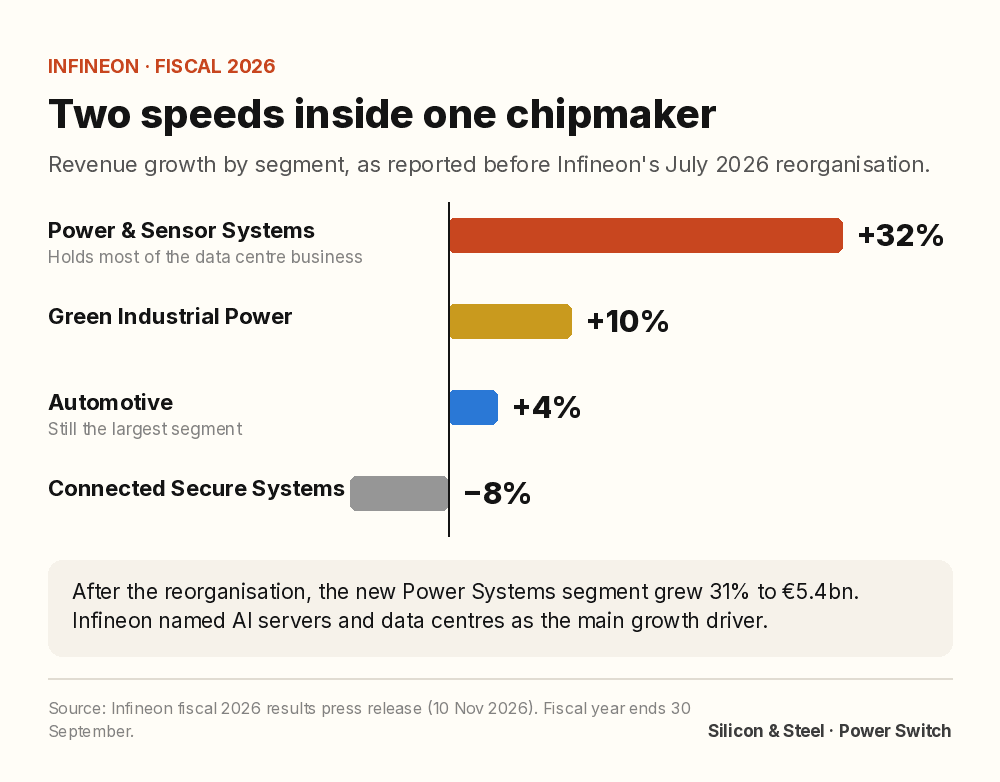 INFINEON · FISCAL 2026
Two speeds inside one chipmaker
Revenue growth by segment, as reported before Infineon's July 2026 reorganisation.
Power & Sensor Systems
Holds most of the data centre business
+32%
Green Industrial Power
+10%
Automotive
Still the largest segment
+4%
Connected Secure Systems
−8%
After the reorganisation, the new Power Systems segment grew 31% to €5.4bn.
Infineon named AI servers and data centres as the main growth driver.
Source: Infineon fiscal 2026 results press release (10 Nov 2026). Fiscal year ends 30
September.
Silicon & Steel · Power Switch